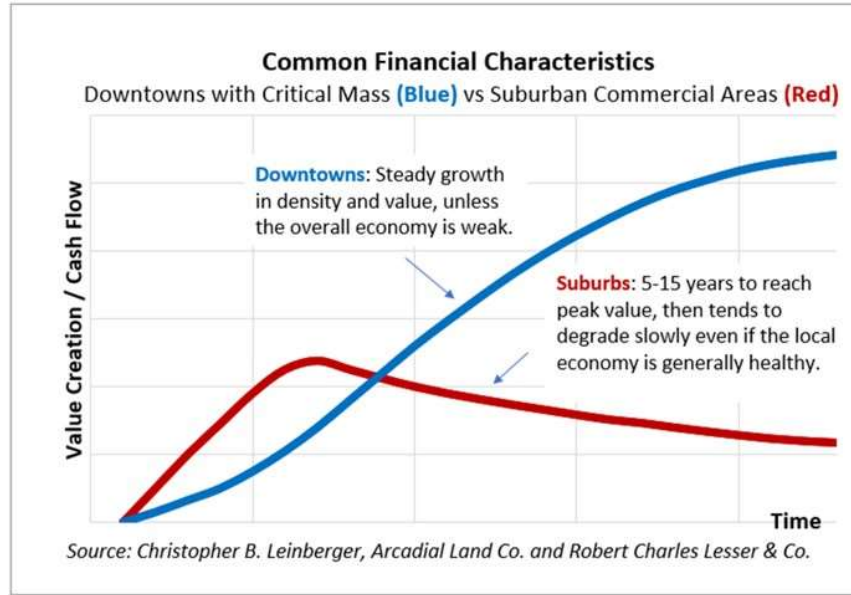 Common Financial Characteristics
Downtowns with Critical Mass (Blue) vs Suburban Commercial Areas (Red)
Value Creation / Cash Flow
Downtowns: Steady growth
in density and value, unless
the overall economy is weak.
Suburbs: 5-15 years to reach
peak value, then tends to
degrade slowly even if the local
economy is generally healthy.
Time
Source: Christopher B. Leinberger, Arcadial Land Co. and Robert Charles Lesser & Co.